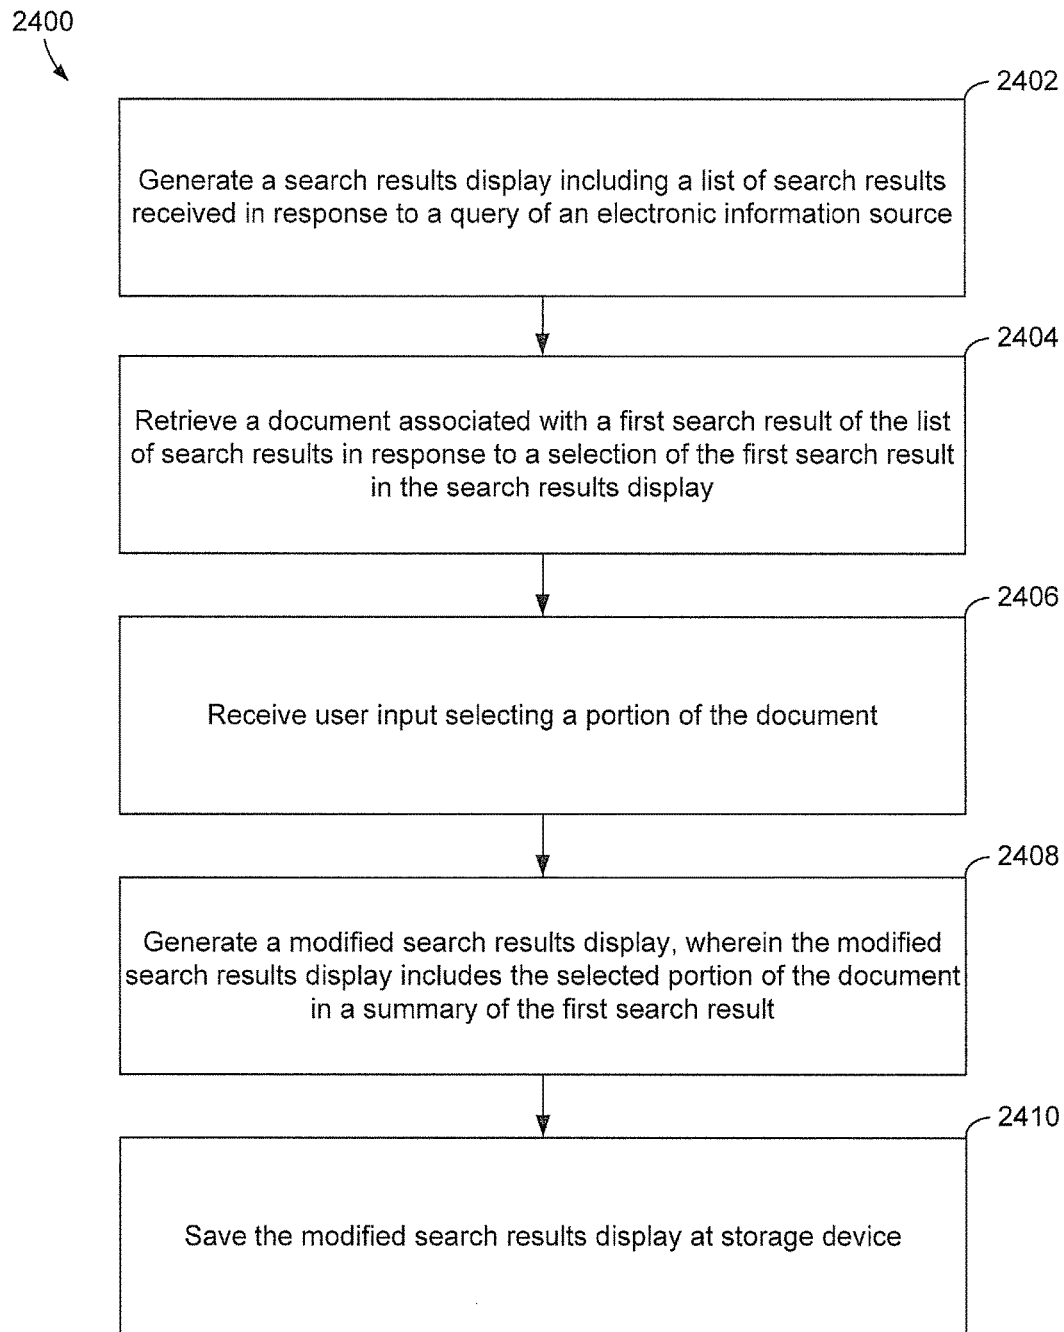 2400
2402
Generate a search results display including a list of search results
received in response to a query of an electronic information source
2404
Retrieve a document associated with a first search result of the list
of search results in response to a selection of the first search result
in the search results display
2406
Receive user input selecting a portion of the document
2408
Generate a modified search results display, wherein the modified
search results display includes the selected portion of the document
in a summary of the first search result
2410
Save the modified search results display at storage device